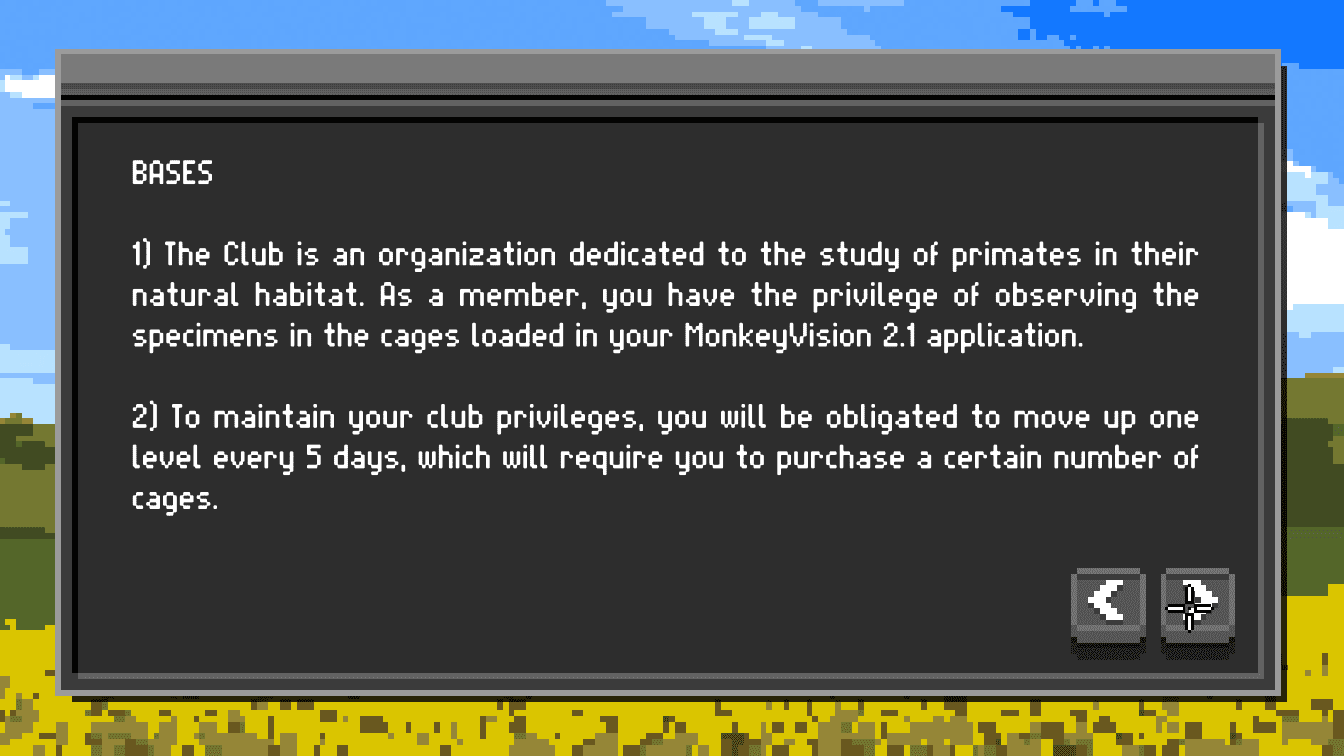 BASES
1) The Club is an organization dedicated to the study of primates in their
natural habitat. As a member, you have the privilege of observing the
specimens in the cages loaded in your MonkeyVision 2.1 application.
2) To maintain your club privileges, you will be obligated to move up one
level every 5 days, which will require you to purchase a certain number of
cages.